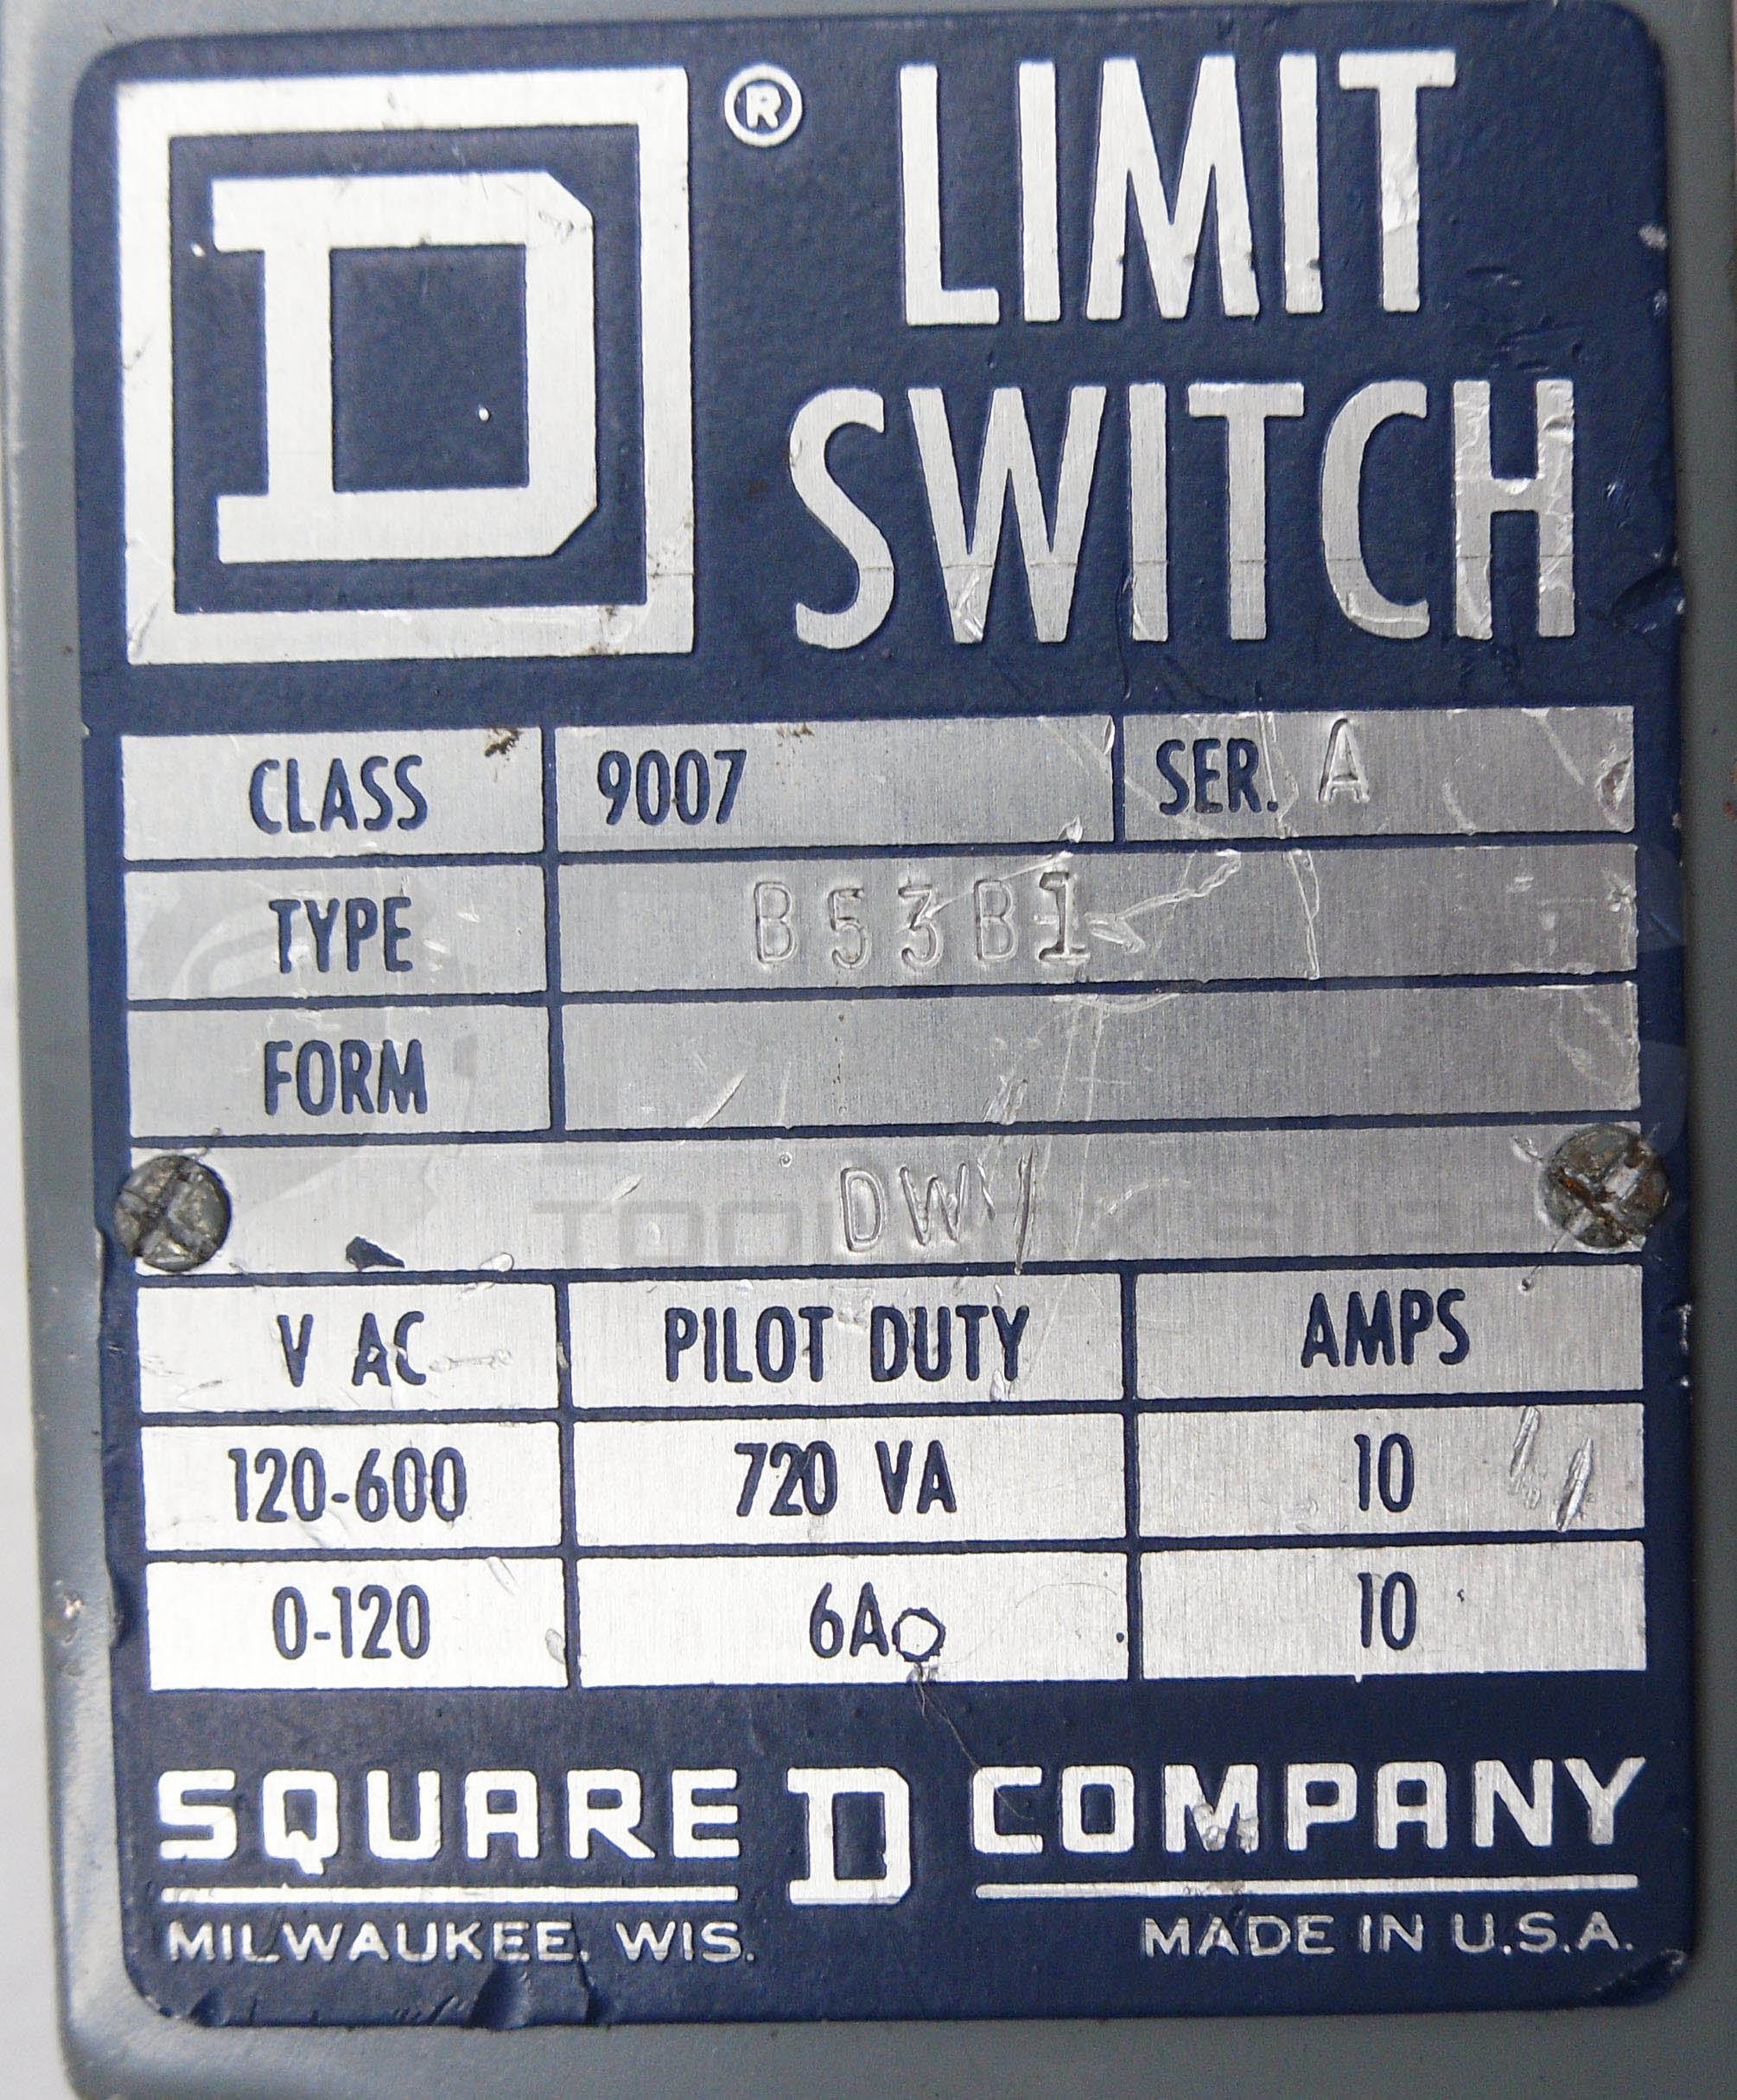 D ® LIMIT
SWITCH
CLASS 9007 SER. A
TYPE B53B1
FORM
DW
V AC PILOT DUTY AMPS
120-600 720 VA 10
0-120 6A 10
SQUARE D COMPANY
MILWAUKEE, WIS. MADE IN U.S.A.